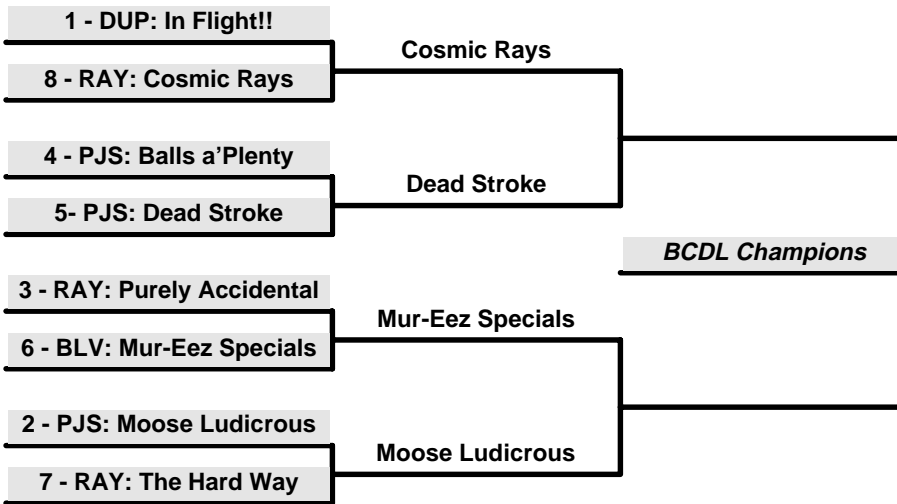 1 - DUP: In Flight!!
Cosmic Rays
8 - RAY: Cosmic Rays
4 - PJS: Balls a’Plenty
Dead Stroke
5- PJS: Dead Stroke
BCDL Champions
3 - RAY: Purely Accidental
Mur-Eez Specials
6 - BLV: Mur-Eez Specials
2 - PJS: Moose Ludicrous
Moose Ludicrous
7 - RAY: The Hard Way